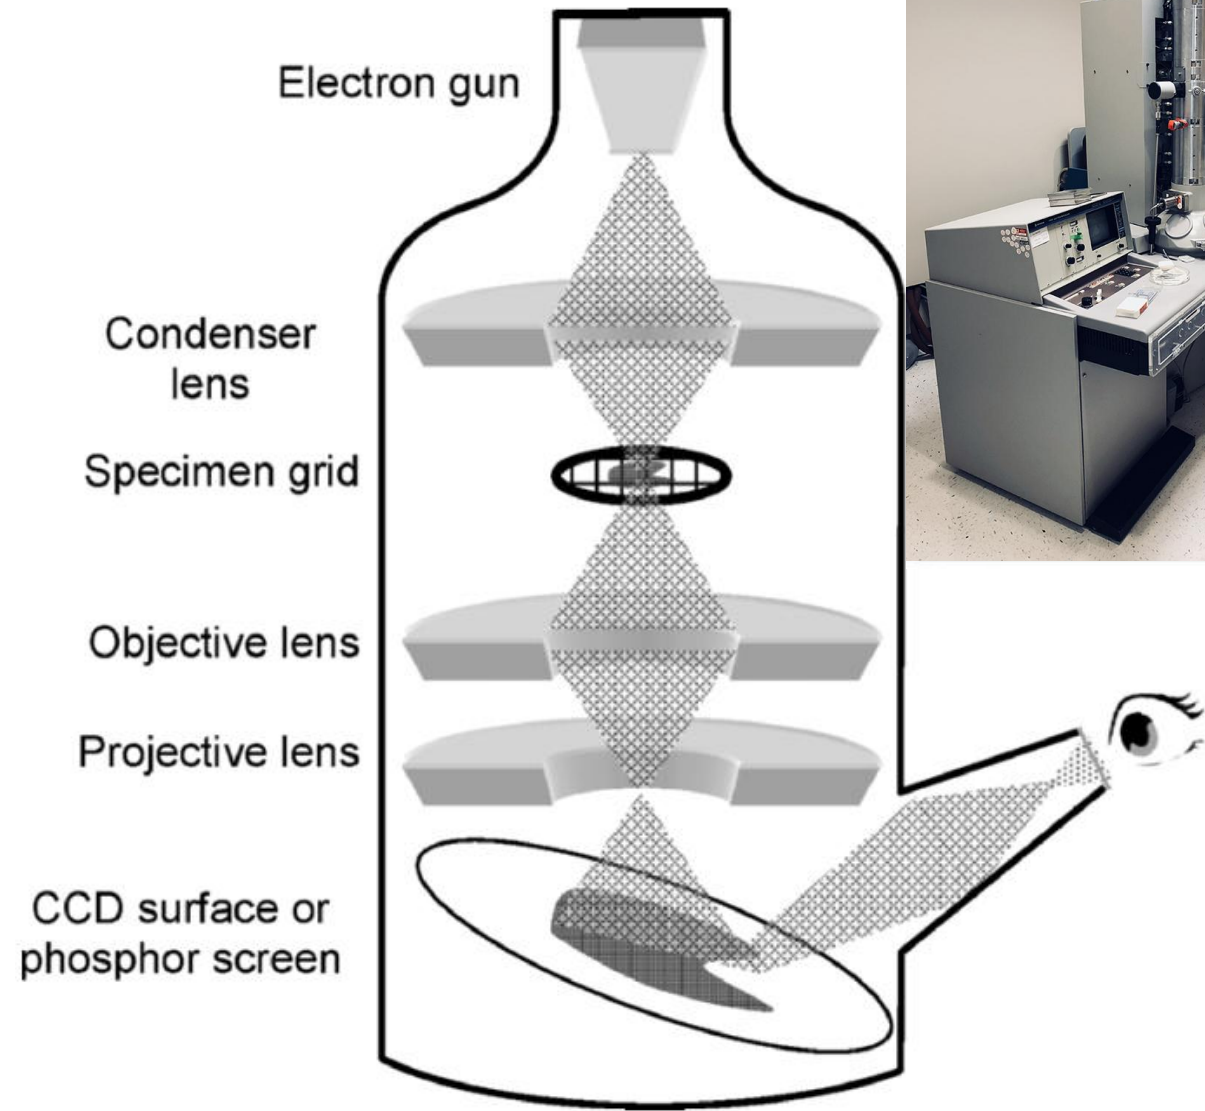 Electron gun
Condenser
lens
Specimen grid
Objective lens
Projective lens
CCD surface or
phosphor screen